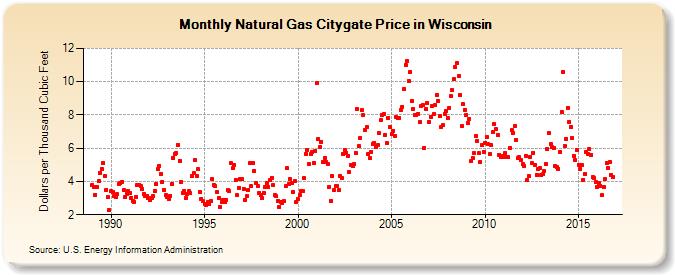 Monthly Natural Gas Citygate Price in Wisconsin
Dollars per Thousand Cubic Feet
12
10
8
6
4
2
1990 1995 2000 2005 2010 2015
Source: U.S. Energy Information Administration